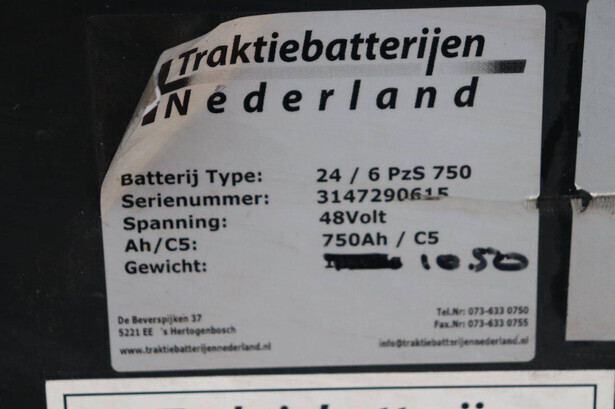 Traktiebatterijen
Nederland
Batterij Type: 24 / 6 PzS 750
Serienummer: 3147290615
Spanning: 48Volt
Ah/C5: 750Ah / C5
Gewicht: 1050
De Beverspijken 37
5221 EE 's Hertogenbosch
www.traktiebatterijennederland.nl
Tel.Nr: 073-633 0750
Fax.Nr: 073-633 0755
info@traktiebatterijennederland.nl